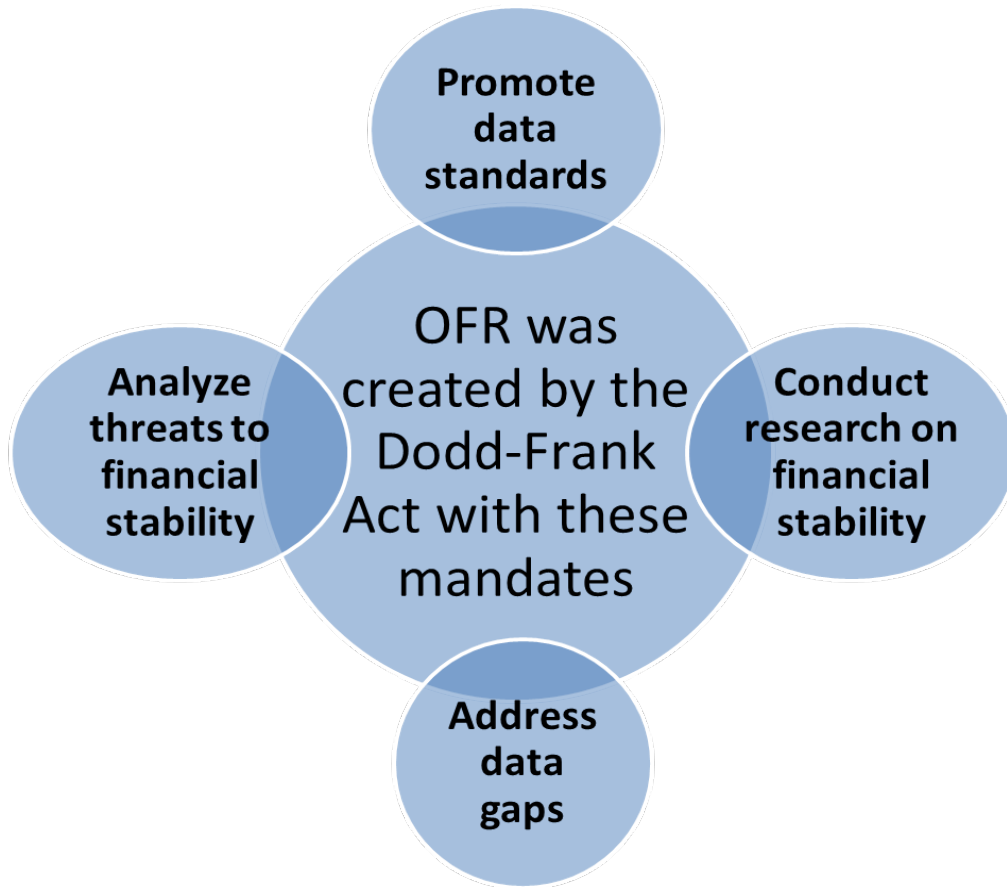 Promote
data
standards
Analyze
threats to
financial
stability
OFR was
created by the
Dodd-Frank
Act with these
mandates
Conduct
research on
financial
stability
Address
data
gaps